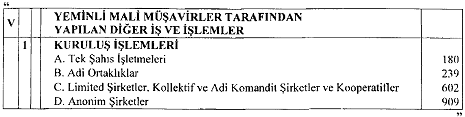 “
V YEMİNLİ MALİ MÜŞAVİRLER TARAFINDAN
YAPILAN DİĞER İŞ VE İŞLEMLER
1 KURULUŞ İŞLEMLERİ
A. Tek Şahıs İşletmeleri 180
B. Adi Ortaklıklar 239
C. Limited Şirketler, Kollektif ve Adi Komandit Şirketler ve Kooperatifler 602
D. Anonim Şirketler 909
”